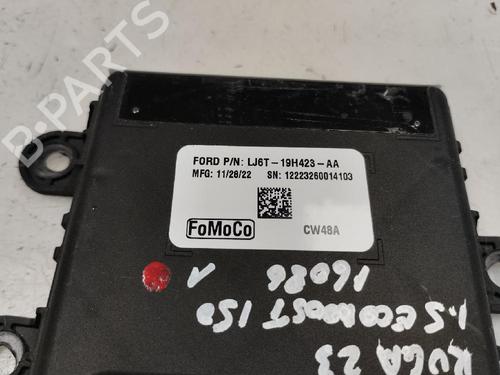 B-PARTS
FORD P/N: LJ6T-19H423-AA
MFG: 11/28/22 SN: 12223260014103
FoMoCo
CW48A
KUGA 23
1.5 ECOBOOST 150
16086
1